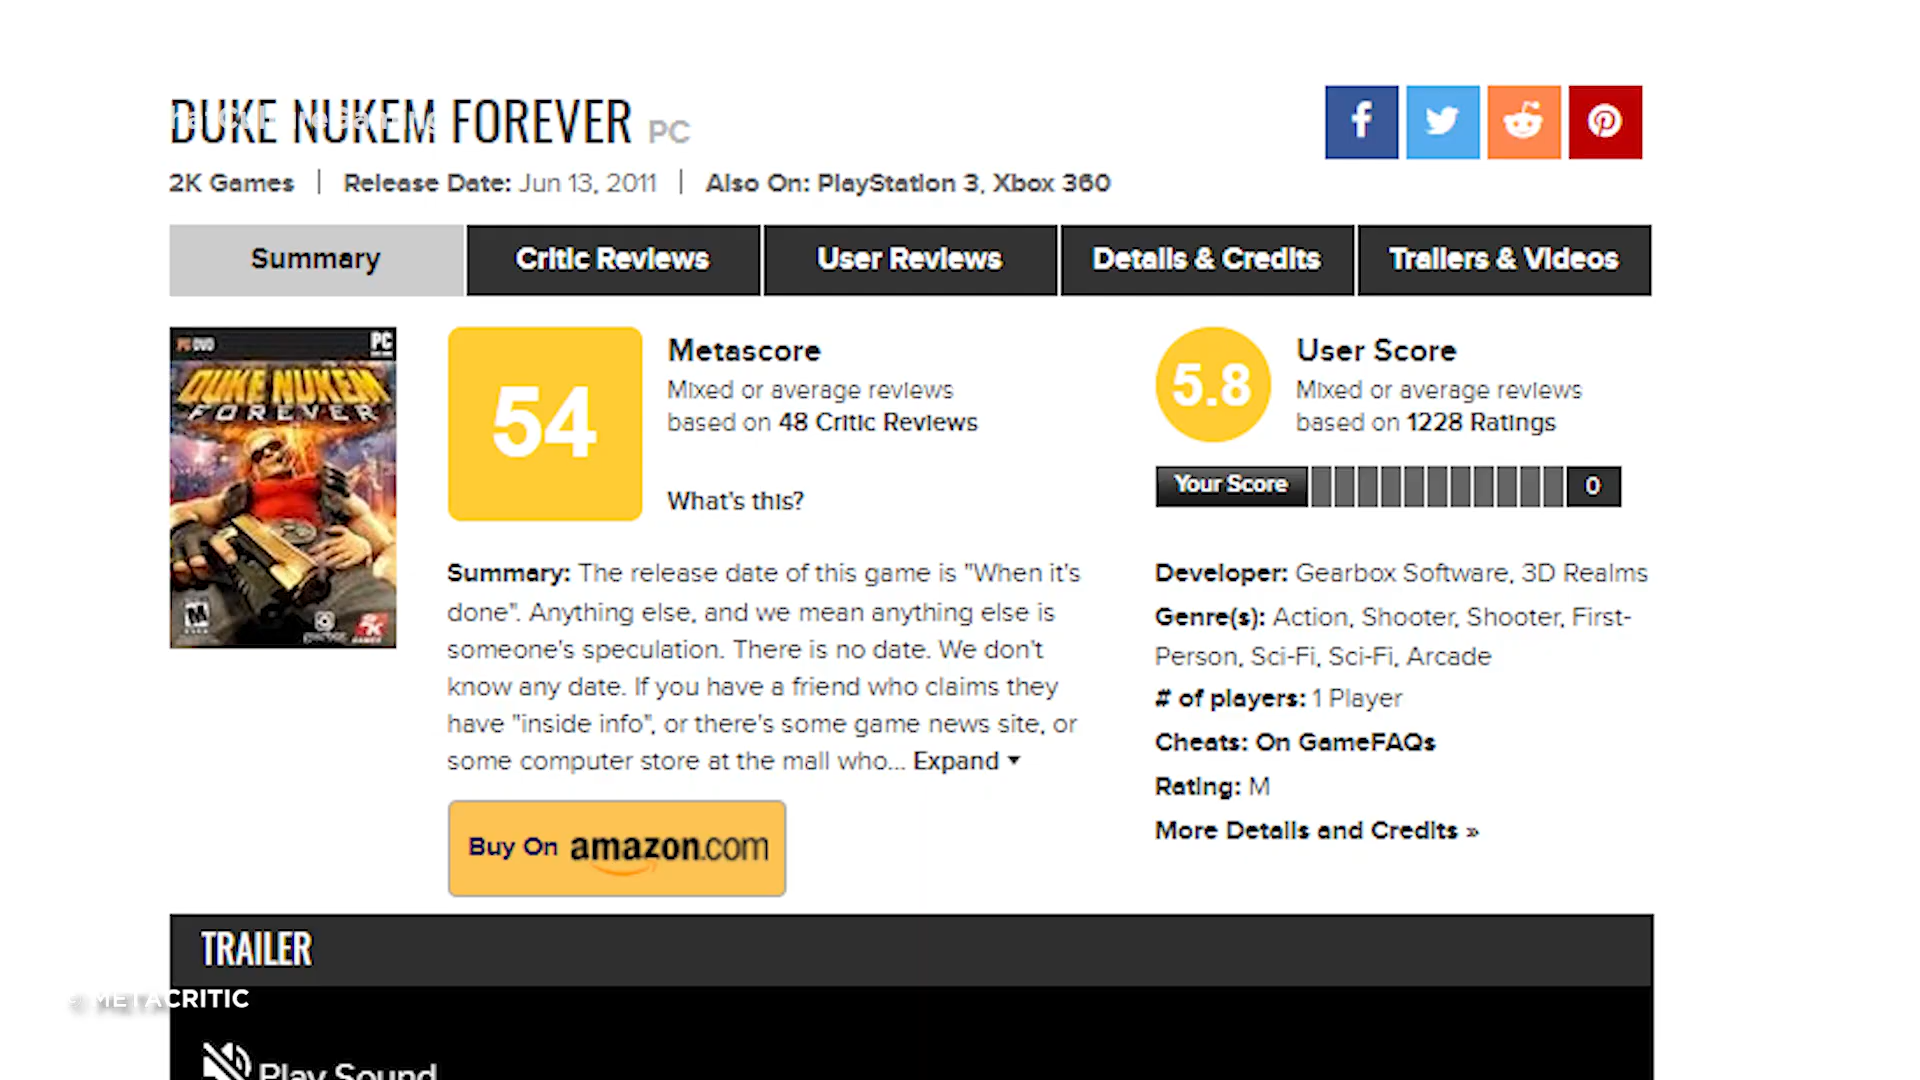 DUKE NUKEM FOREVER PC
2K Games | Release Date: Jun 13, 2011 | Also On: PlayStation 3, Xbox 360
Summary
Critic Reviews
User Reviews
Details & Credits
Trailers & Videos
PC DVD
PC
DUKE NUKEM
FOREVER
M
2K
GAMES
54
Metascore
Mixed or average reviews
based on 48 Critic Reviews
What's this?
5.8
User Score
Mixed or average reviews
based on 1228 Ratings
Your Score
0
Summary: The release date of this game is "When it's
done". Anything else, and we mean anything else is
someone's speculation. There is no date. We don't
know any date. If you have a friend who claims they
have "inside info", or there's some game news site, or
some computer store at the mall who... Expand
Buy On amazon.com
Developer: Gearbox Software, 3D Realms
Genre(s): Action, Shooter, Shooter, First-
Person, Sci-Fi, Sci-Fi, Arcade
# of players: 1 Player
Cheats: On GameFAQs
Rating: M
More Details and Credits »
TRAILER
© METACRITIC
Play Sound